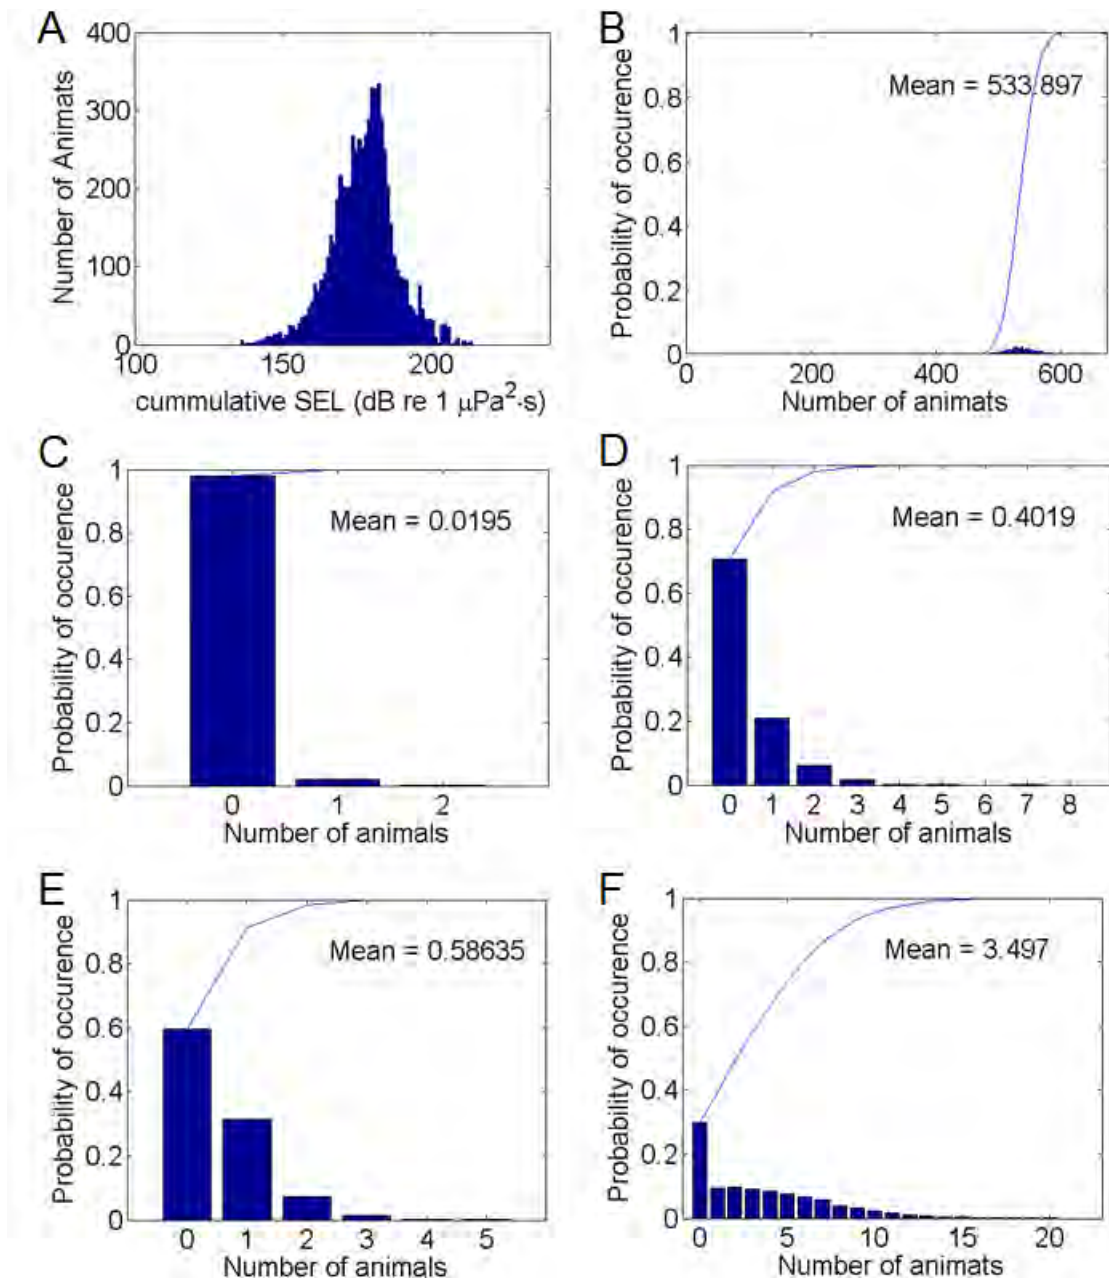 A
400
300
200
100
0
Number of Animats
100
150
200
cummulative SEL (dB re 1 μPa²·s)
B
1
0.8
0.6
0.4
0.2
0
Probability of occurence
Mean = 533.897
0
200
400
600
Number of animats
C
1
0.8
0.6
0.4
0.2
0
Probability of occurence
Mean = 0.0195
0
1
2
Number of animals
D
1
0.8
0.6
0.4
0.2
0
Probability of occurence
Mean = 0.4019
0
1
2
3
4
5
6
7
8
Number of animals
E
1
0.8
0.6
0.4
0.2
0
Probability of occurence
Mean = 0.58635
0
1
2
3
4
5
Number of animals
F
1
0.8
0.6
0.4
0.2
0
Probability of occurence
Mean = 3.497
0
5
10
15
20
Number of animats